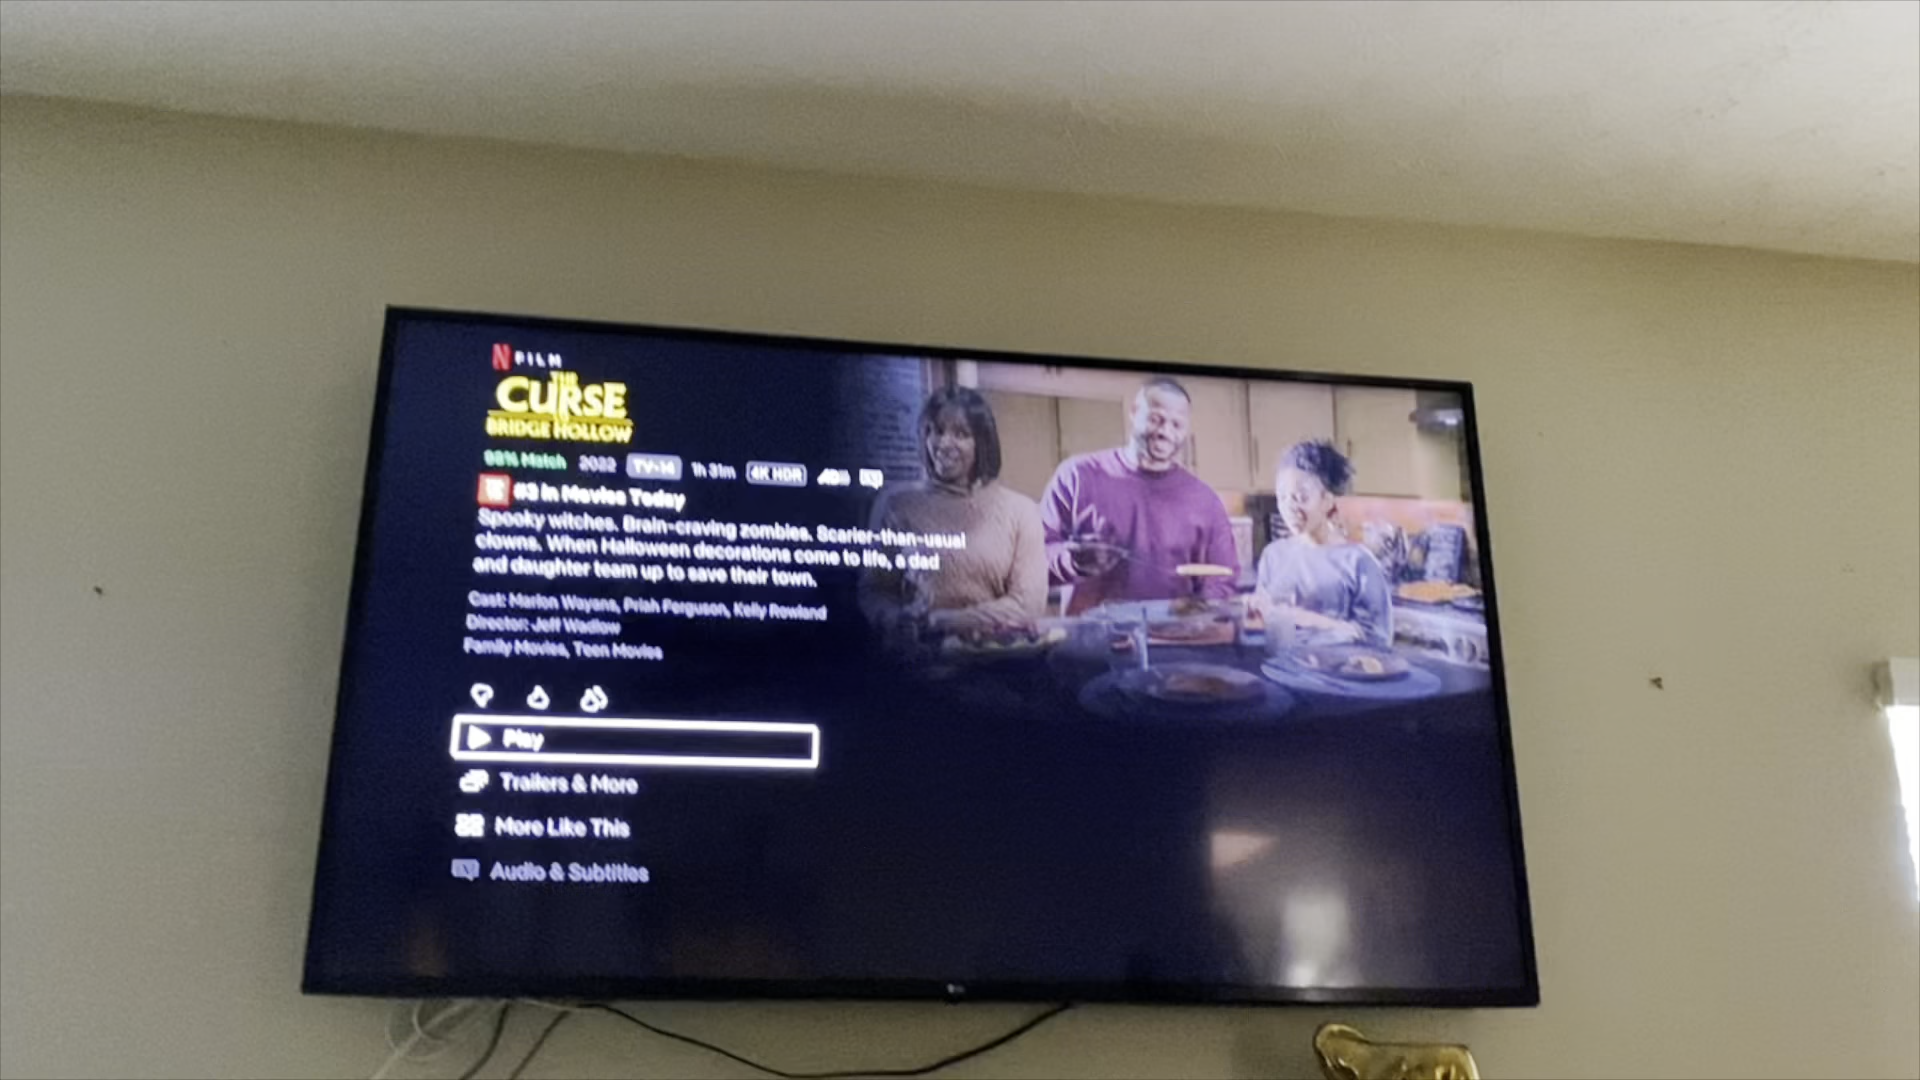 N FILM
THE
CURSE
OF
BRIDGE HOLLOW
98% Match 2022 TV-14 1h 31m 4K HDR AD
#3 in Movies Today
Spooky witches. Brain-craving zombies. Scarier-than-usual
clowns. When Halloween decorations come to life, a dad
and daughter team up to save their town.
Cast: Marlon Wayans, Priah Ferguson, Kelly Rowland
Director: Jeff Wadlow
Family Movies, Teen Movies
Play
Trailers & More
More Like This
Audio & Subtitles